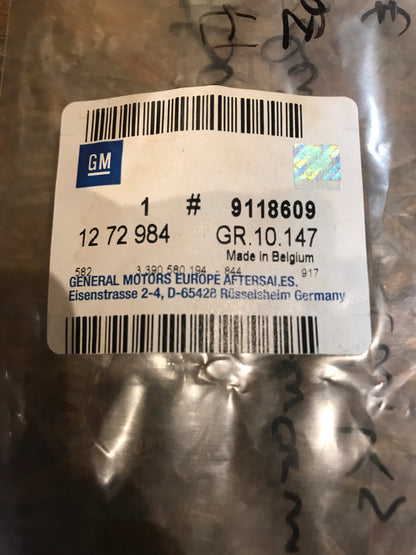 GM
1 # 9118609
12 72 984 GR.10.147
Made in Belgium
582 3 390 580 194 - 844 917
GENERAL MOTORS EUROPE AFTERSALES.
Eisenstrasse 2-4, D-65428 Rüsselsheim Germany